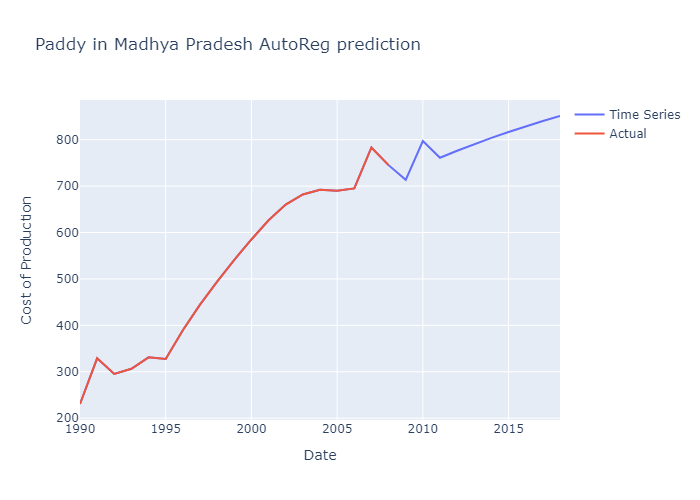 Paddy in Madhya Pradesh AutoReg prediction
Time Series
Actual
800
700
600
500
400
300
200
Cost of Production
1990 1995 2000 2005 2010 2015
Date